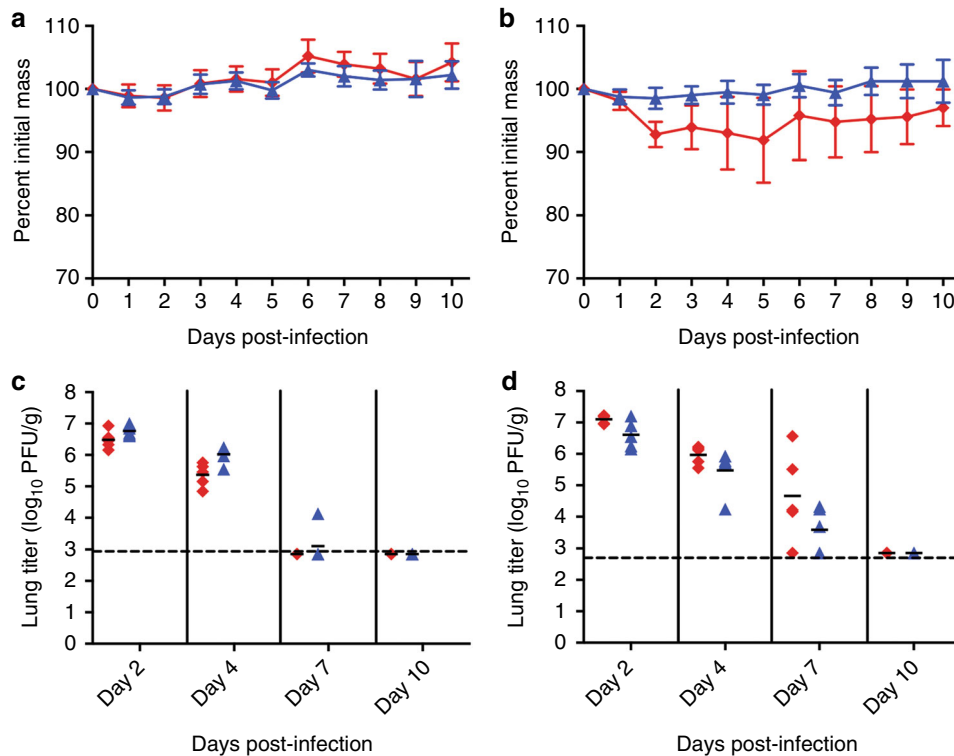 a
110
100
90
80
70
Percent initial mass
0 1 2 3 4 5 6 7 8 9 10
Days post-infection
b
110
100
90
80
70
Percent initial mass
0 1 2 3 4 5 6 7 8 9 10
Days post-infection
c
8
7
6
5
4
3
2
1
0
Lung titer (log10 PFU/g)
Day 2 Day 4 Day 7 Day 10
Days post-infection
d
8
7
6
5
4
3
2
1
0
Lung titer (log10 PFU/g)
Day 2 Day 4 Day 7 Day 10
Days post-infection